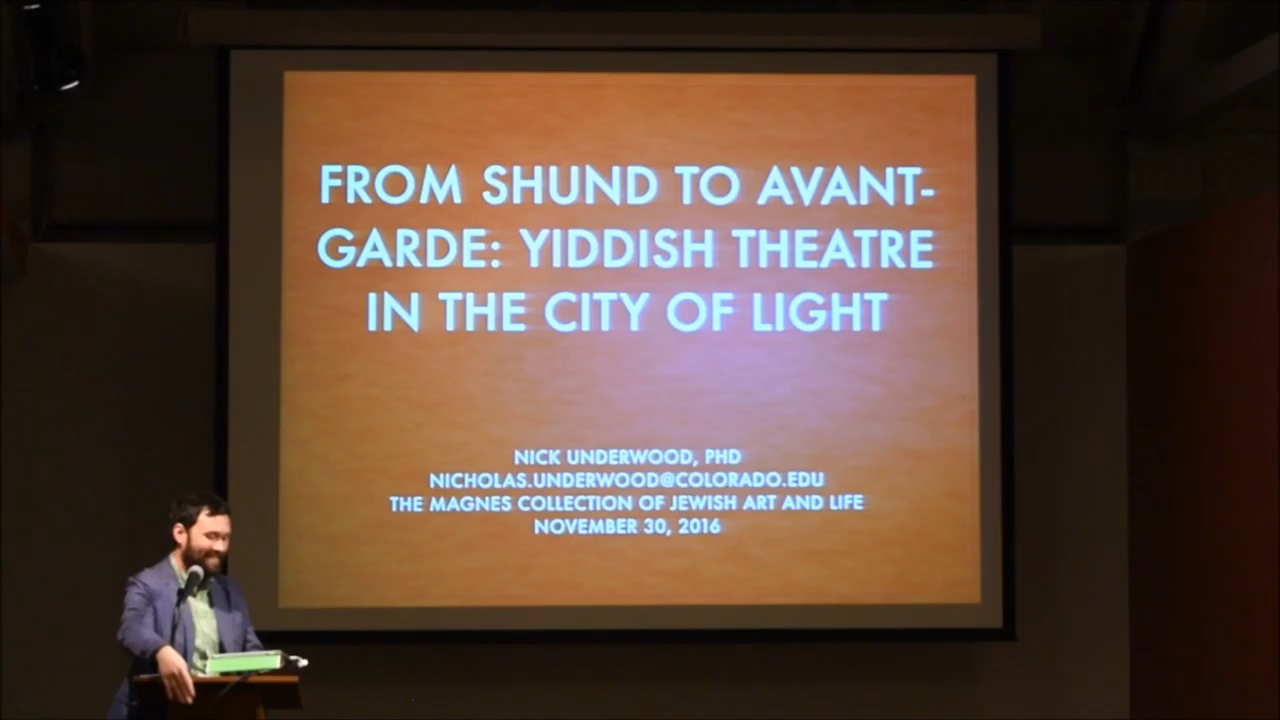 FROM SHUND TO AVANT-
GARDE: YIDDISH THEATRE
IN THE CITY OF LIGHT
NICK UNDERWOOD, PHD
NICHOLAS.UNDERWOOD@COLORADO.EDU
THE MAGNES COLLECTION OF JEWISH ART AND LIFE
NOVEMBER 30, 2016